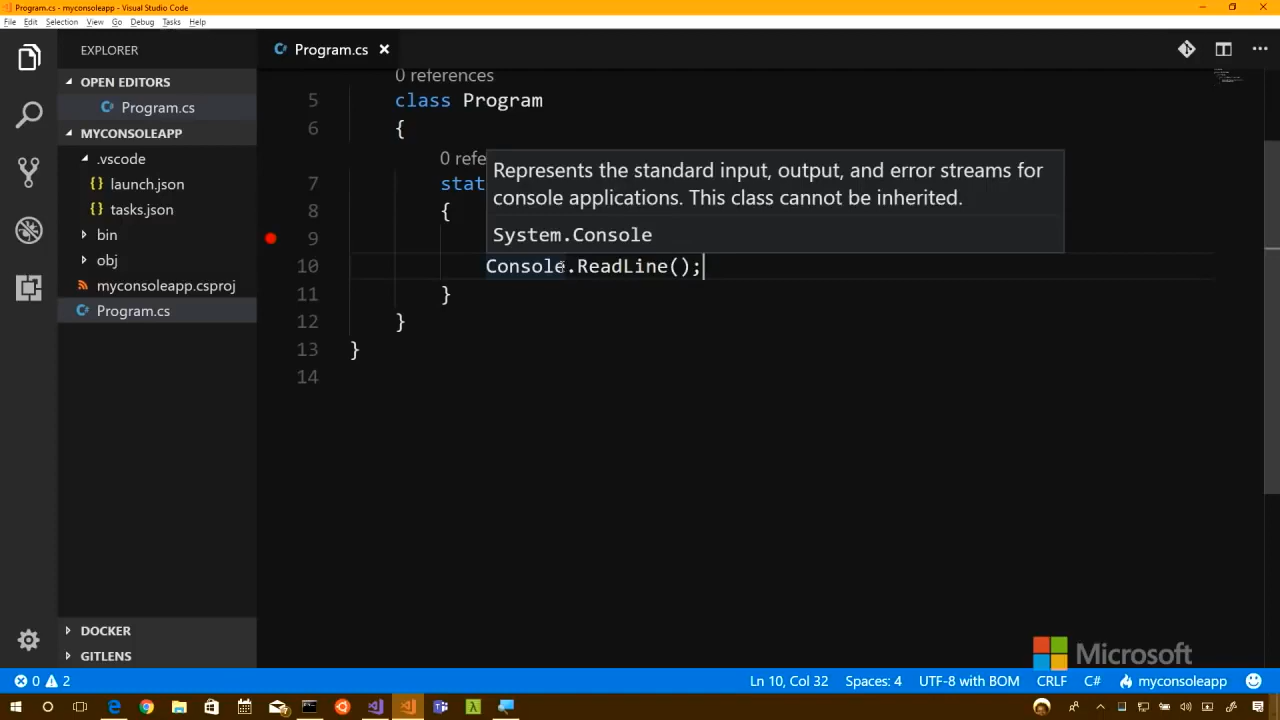 Program.cs - myconsoleapp - Visual Studio Code
File Edit Selection View Go Debug Tasks Help
EXPLORER
OPEN EDITORS
Program.cs
MYCONSOLEAPP
.vscode
launch.json
tasks.json
bin
obj
myconsoleapp.csproj
Program.cs
DOCKER
GITLENS
Program.cs
0 references
5 class Program
6 {
0 refe
7 stat
8 {
9
10 Console.ReadLine();
11 }
12 }
13 }
14
Represents the standard input, output, and error streams for
console applications. This class cannot be inherited.
System.Console
Microsoft
0 2 Ln 10, Col 32 Spaces: 4 UTF-8 with BOM CRLF C# myconsoleapp